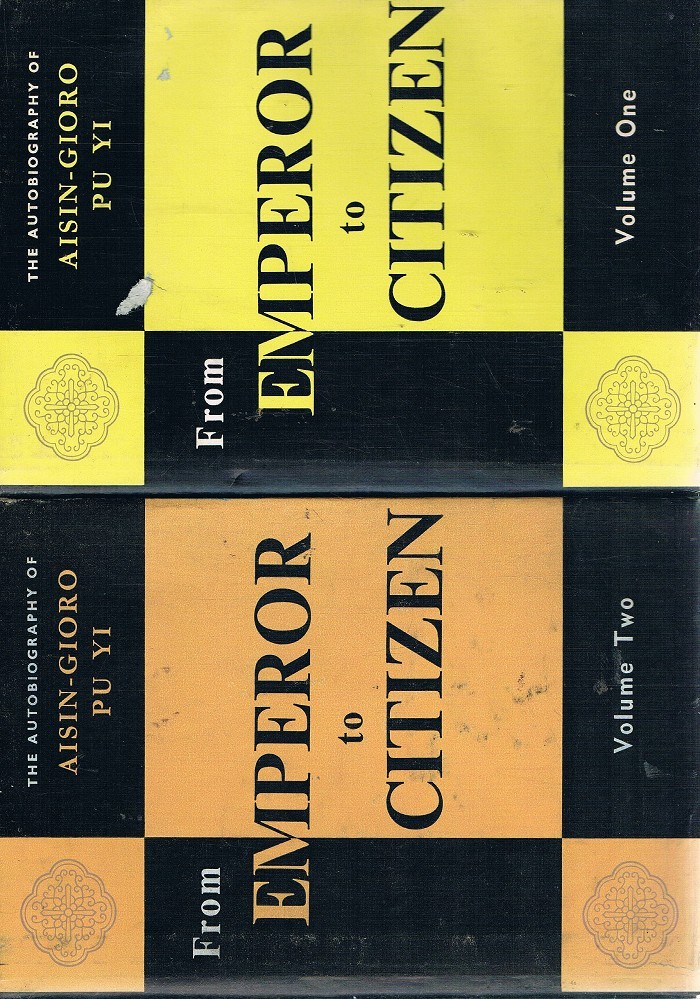 THE AUTOBIOGRAPHY OF
AISIN-GIORO
PU YI
From
EMPEROR
to
CITIZEN
Volume One
THE AUTOBIOGRAPHY OF
AISIN-GIORO
PU YI
From
EMPEROR
to
CITIZEN
Volume Two